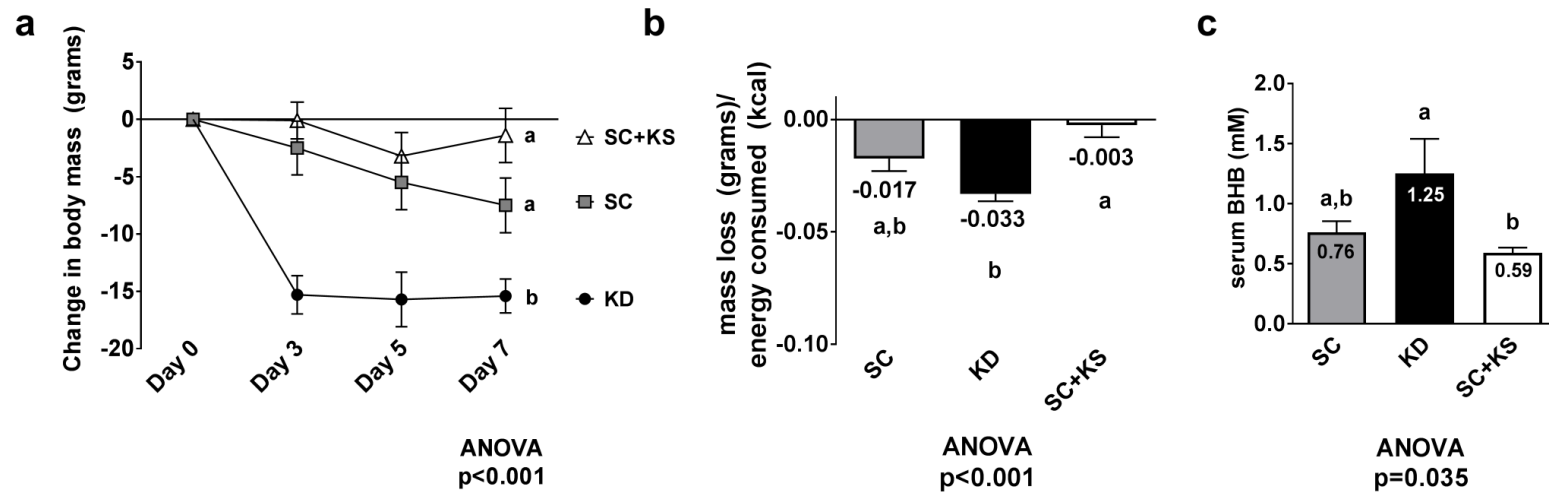 a
Change in body mass (grams)
5
0
-5
-10
-15
-20
Day 0
Day 3
Day 5
Day 7
a
a
b
SC+KS
SC
KD
ANOVA
p<0.001
b
mass loss (grams)/
energy consumed (kcal)
0.00
-0.05
-0.10
-0.017
a,b
-0.033
b
-0.003
a
SC
KD
SC+KS
ANOVA
p<0.001
c
serum BHB (mM)
2.0
1.5
1.0
0.5
0.0
a,b
0.76
a
1.25
b
0.59
SC
KD
SC+KS
ANOVA
p=0.035